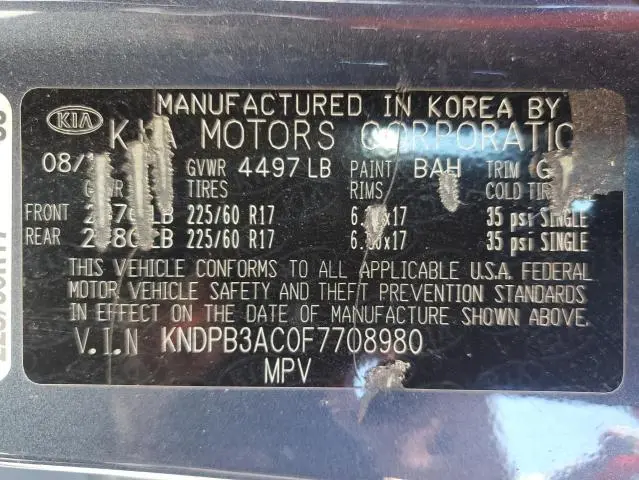 KIA
MANUFACTURED IN KOREA BY
MOTORS CORPORATIO
08/ GVWR 4497 LB PAINT BAH TRIM G
TIRES RIMS COLD
FRONT 225/60 R17 35 psi SINGLE
REAR 225/60 R17 35 psi SINGLE
THIS VEHICLE CONFORMS TO ALL APPLICABLE U.S.A. FEDERAL
MOTOR VEHICLE SAFETY AND THEFT PREVENTION STANDARDS
IN EFFECT ON THE DATE OF MANUFACTURE SHOWN ABOVE.
V.I.N KNDPB3AC0F7708980
MPV